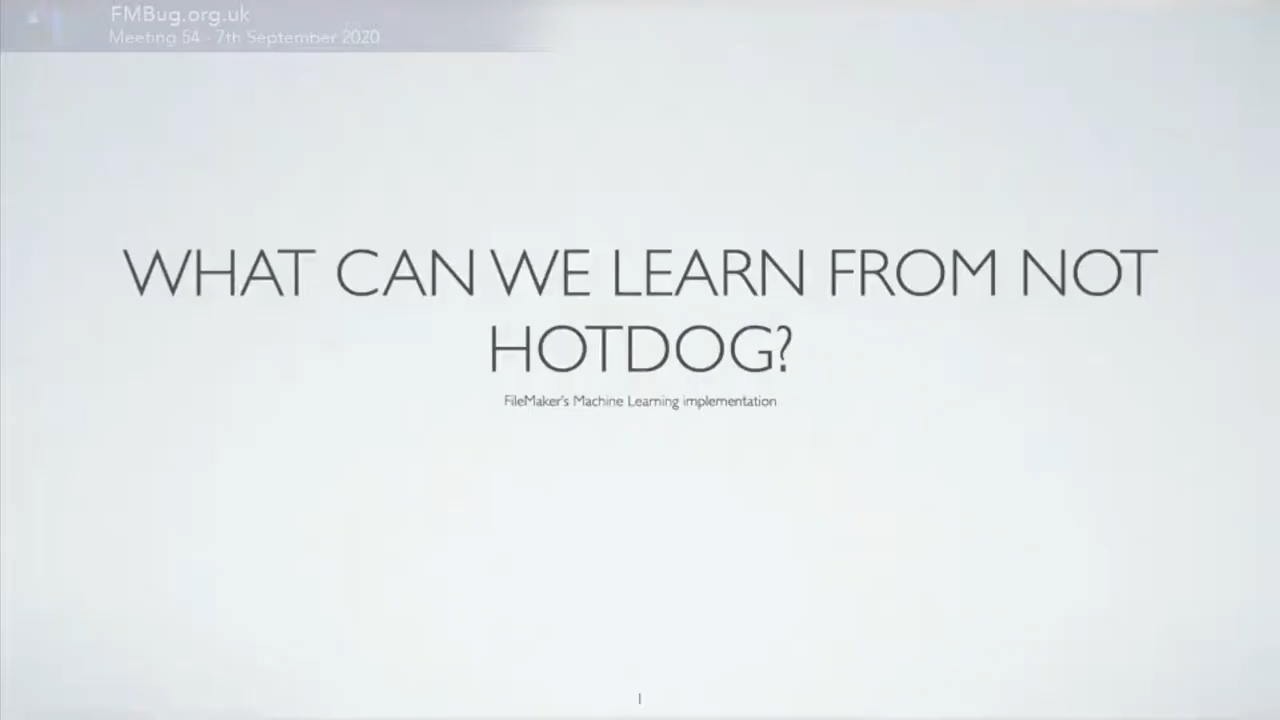 FMBug.org.uk
Meeting 54 - 7th September 2020
WHAT CAN WE LEARN FROM NOT
HOTDOG?
FileMaker's Machine Learning implementation
1